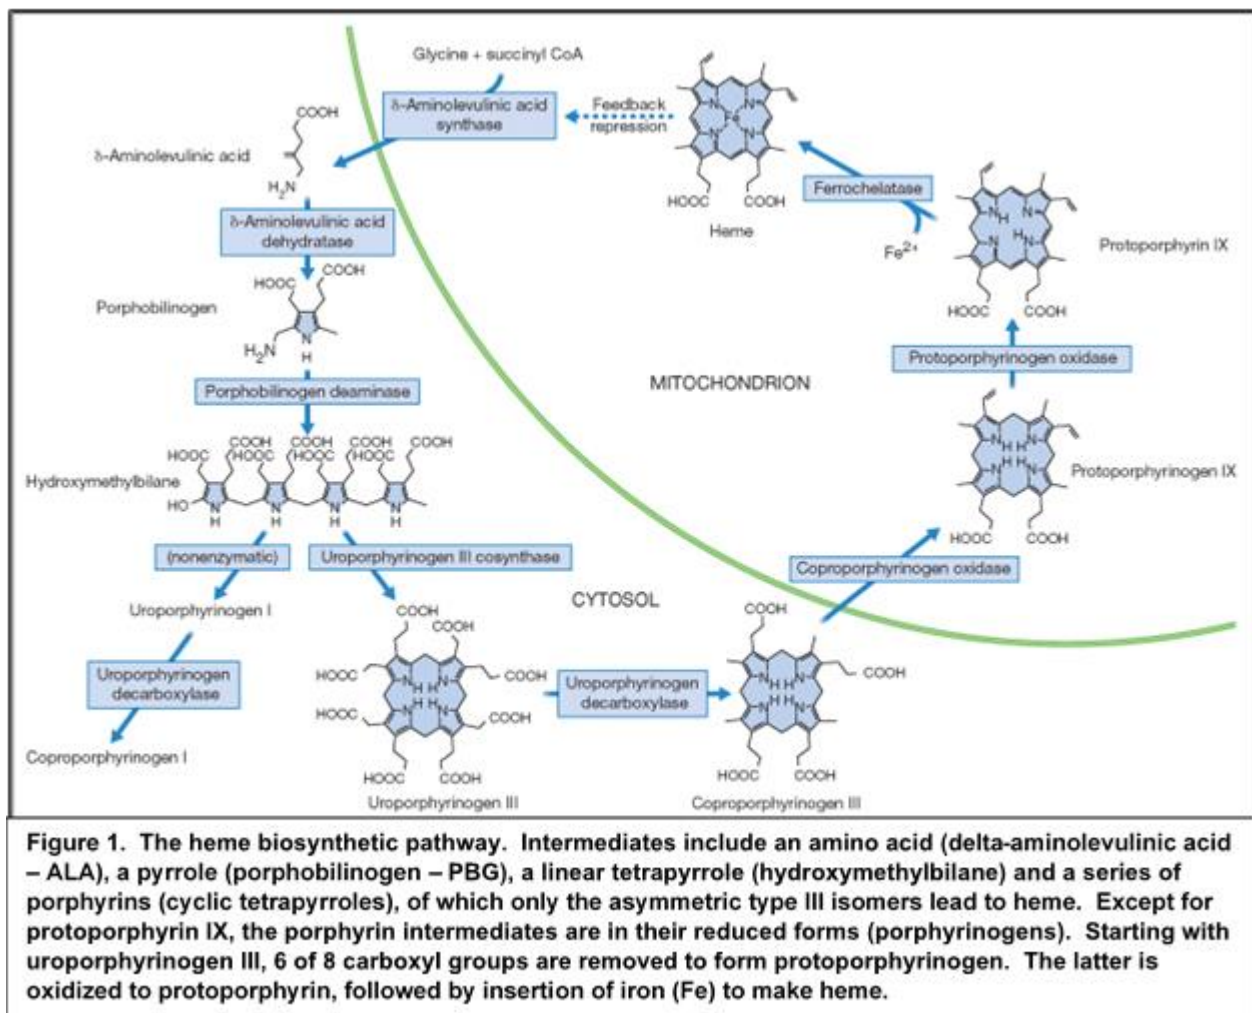 Glycine + succinyl CoA
δ-Aminolevulinic acid
synthase
Feedback
repression
COOH
δ-Aminolevulinic acid
H2N
δ-Aminolevulinic acid
dehydratase
HOOC
COOH
Porphobilinogen
H2N
N
H
Porphobilinogen deaminase
COOH COOH COOH COOH
HOOC HOOC HOOC HOOC
Hydroxymethylbilane
HO
N N N N
H H H H
(nonenzymatic)
Uroporphyrinogen III cosynthase
Uroporphyrinogen I
Uroporphyrinogen
decarboxylase
Coproporphyrinogen I
CYTOSOL
COOH
COOH
HOOC
COOH
N H H N
N H H N
HOOC
COOH
HOOC COOH
Uroporphyrinogen III
Uroporphyrinogen
decarboxylase
COOH
COOH
N H H N
N H H N
HOOC COOH
Coproporphyrinogen III
Coproporphyrinogen oxidase
MITOCHONDRION
N H H N
N H H N
HOOC COOH
Protoporphyrinogen IX
Protoporphyrinogen oxidase
N H N
N H N
HOOC COOH
Protoporphyrin IX
Fe2+
Ferrochelatase
N N
Fe
N N
HOOC COOH
Heme
Figure 1. The heme biosynthetic pathway. Intermediates include an amino acid (delta-aminolevulinic acid
– ALA), a pyrrole (porphobilinogen – PBG), a linear tetrapyrrole (hydroxymethylbilane) and a series of
porphyrins (cyclic tetrapyrroles), of which only the asymmetric type III isomers lead to heme. Except for
protoporphyrin IX, the porphyrin intermediates are in their reduced forms (porphyrinogens). Starting with
uroporphyrinogen III, 6 of 8 carboxyl groups are removed to form protoporphyrinogen. The latter is
oxidized to protoporphyrin, followed by insertion of iron (Fe) to make heme.